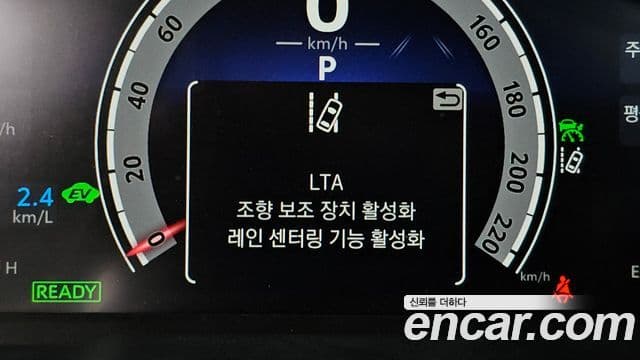 0
km/h
P
60
160
40
180
20
200
0
220
km/h
LTA
조향 보조 장치 활성화
레인 센터링 기능 활성화
/h
2.4
km/L
EV
H
READY
주
평
E
신뢰를 더하다
encar.com